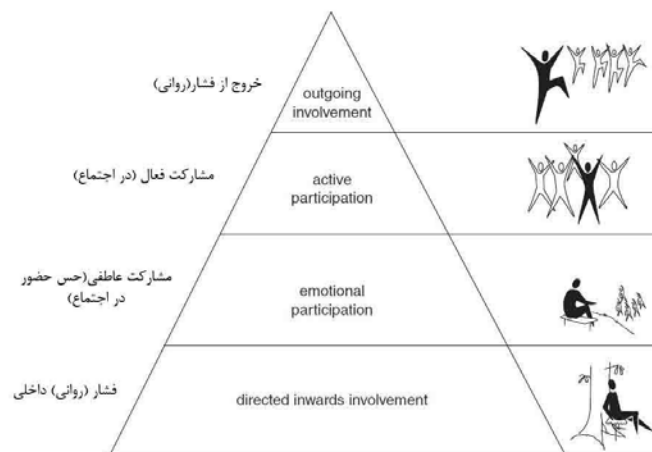 خروج از فشار(روانی)
outgoing
involvement
مشارکت فعال (در اجتماع)
active
participation
مشارکت عاطفی(حس حضور
در اجتماع)
emotional
participation
فشار (روانی) داخلی
directed inwards involvement